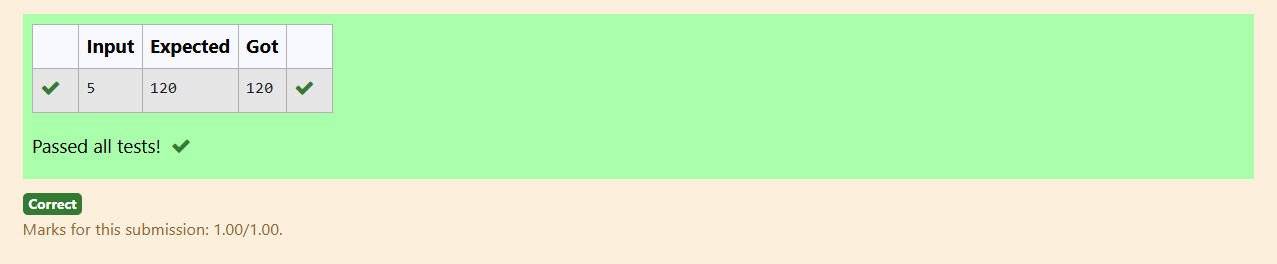 Input Expected Got
5 120 120
Passed all tests!
Correct
Marks for this submission: 1.00/1.00.